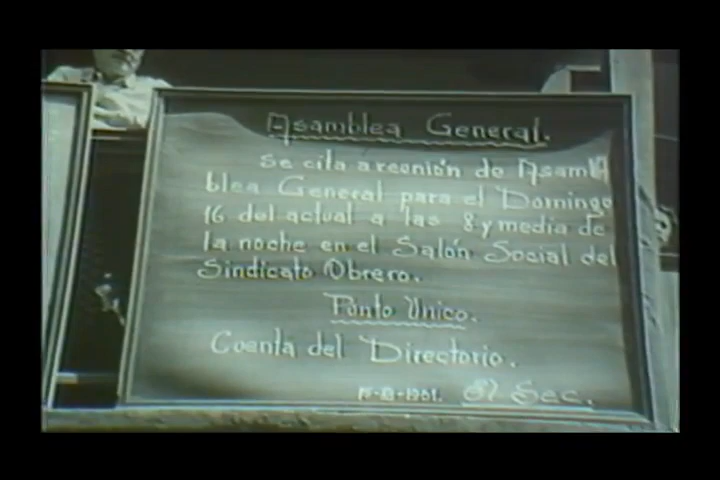 Asamblea General.
Se cita a reunión de Asam
blea General para el Domingo
16 del actual a las 8 y media de
la noche en el Salón Social del
Sindicato Obrero.
Punto Unico.
Cuenta del Directorio.
Sec.